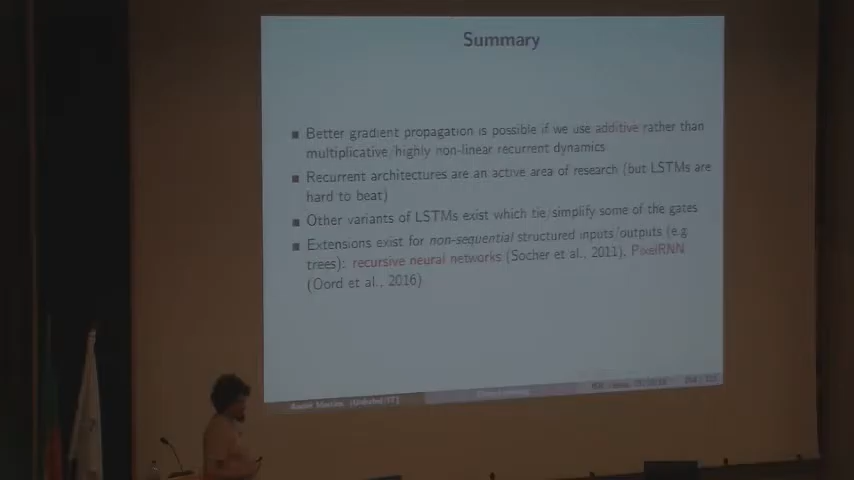 Summary
Better gradient propagation is possible if we use additive rather than
multiplicative/highly non-linear recurrent dynamics
Recurrent architectures are an active area of research (but LSTMs are
hard to beat)
Other variants of LSTMs exist which tie/simplify some of the gates
Extensions exist for non-sequential structured inputs/outputs (e.g.
trees): recursive neural networks (Socher et al., 2011), PixelRNN
(Oord et al., 2016)